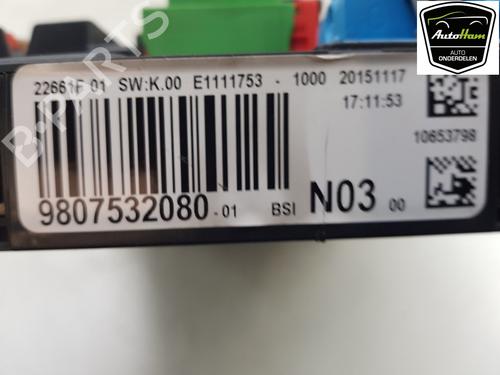 AutoHam
AUTO
ONDERDELEN
22661F 01 SW:K.00 E1111753 - 1000 20151117
17:11:53
10653798
9807532080-01 BSI N03 00
B-PARTS